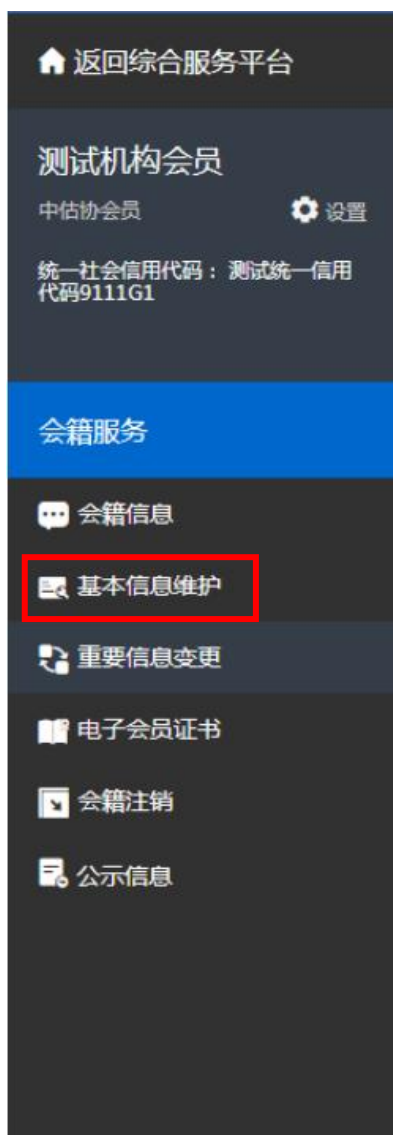 返回综合服务平台
测试机构会员
中估协会员 设置
统一社会信用代码：测试统一信用
代码9111G1
会籍服务
会籍信息
基本信息维护
重要信息变更
电子会员证书
会籍注销
公示信息